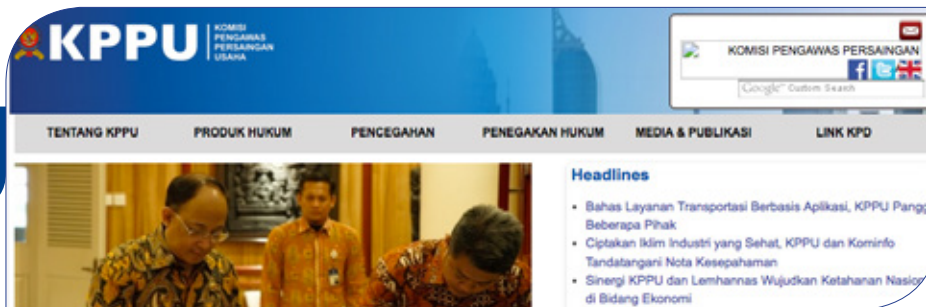 KPPU
KOMISI
PENGAWAS
PERSAINGAN
USAHA
KOMISI PENGAWAS PERSAINGAN
Google™ Custom Search
TENTANG KPPU PRODUK HUKUM PENCEGAHAN PENEGAKAN HUKUM MEDIA & PUBLIKASI LINK KPD
Headlines
Bahas Layanan Transportasi Berbasis Aplikasi, KPPU Pangg
Beberapa Pihak
Ciptakan Iklim Industri yang Sehat, KPPU dan Kominfo
Tandatangani Nota Kesepahaman
Sinergi KPPU dan Lemhannas Wujudkan Ketahanan Nasion
di Bidang Ekonomi